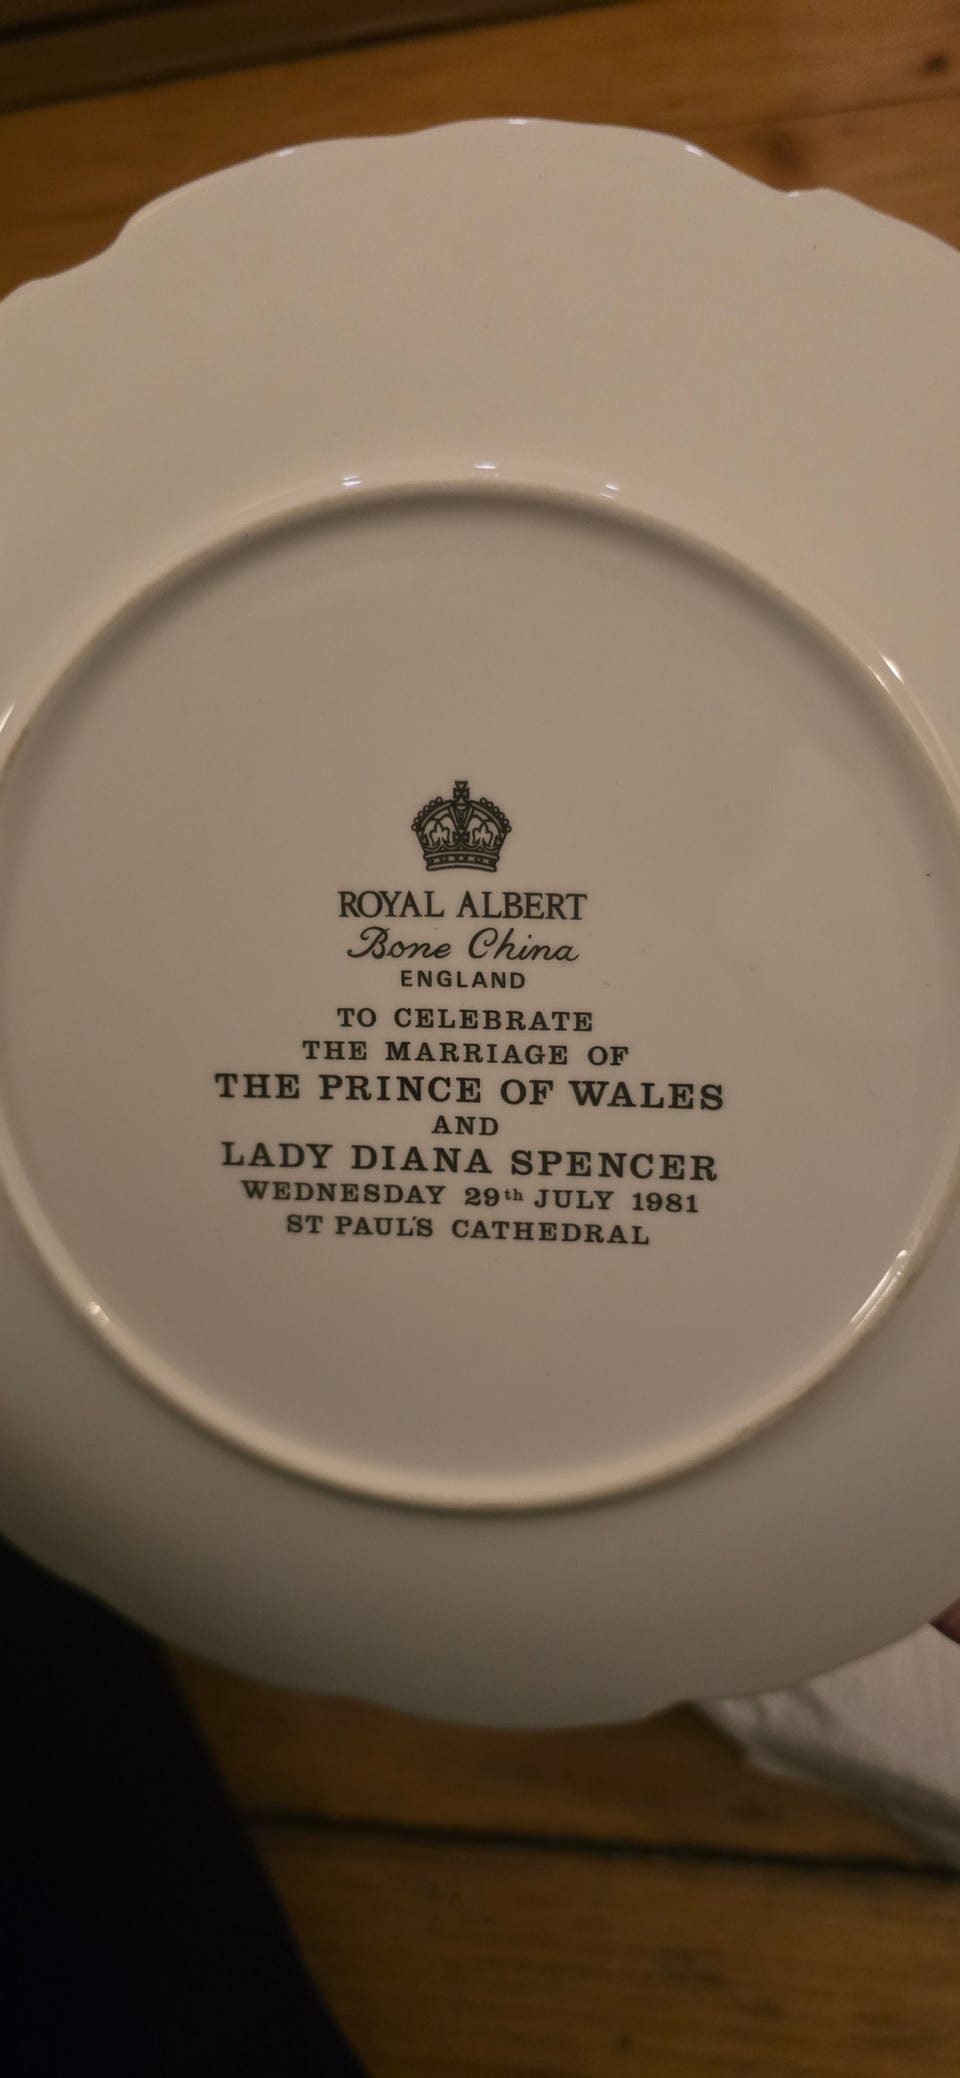 ROYAL ALBERT
Bone China
ENGLAND
TO CELEBRATE
THE MARRIAGE OF
THE PRINCE OF WALES
AND
LADY DIANA SPENCER
WEDNESDAY 29th JULY 1981
ST PAUL'S CATHEDRAL